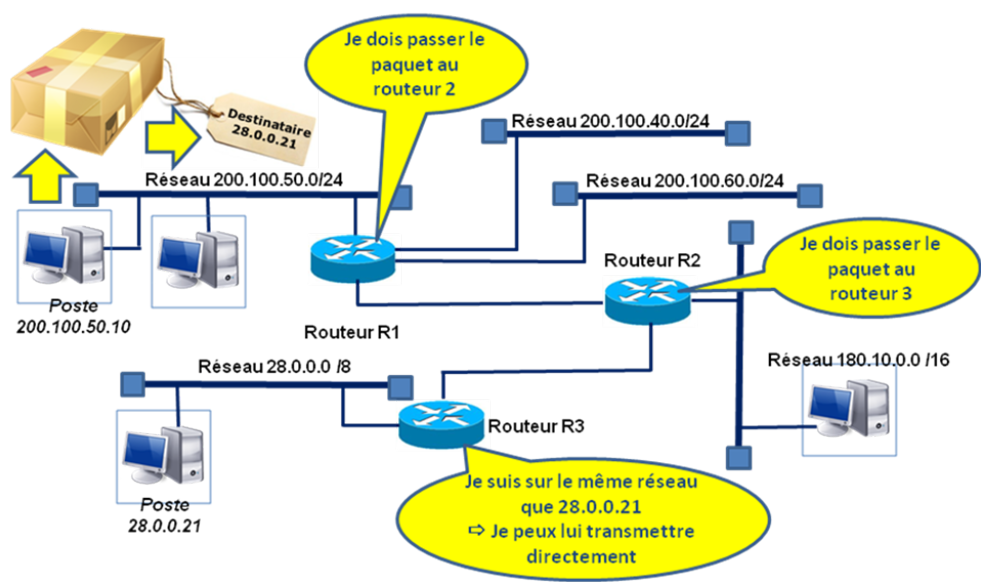 Je dois passer le
paquet au
routeur 2
Destinataire
28.0.0.21
Réseau 200.100.40.0/24
Réseau 200.100.50.0/24
Réseau 200.100.60.0/24
Je dois passer le
paquet au
routeur 3
Routeur R2
Poste
200.100.50.10
Routeur R1
Réseau 28.0.0.0 /8
Réseau 180.10.0.0 /16
Routeur R3
Je suis sur le même réseau
que 28.0.0.21
⇨ Je peux lui transmettre
directement
Poste
28.0.0.21